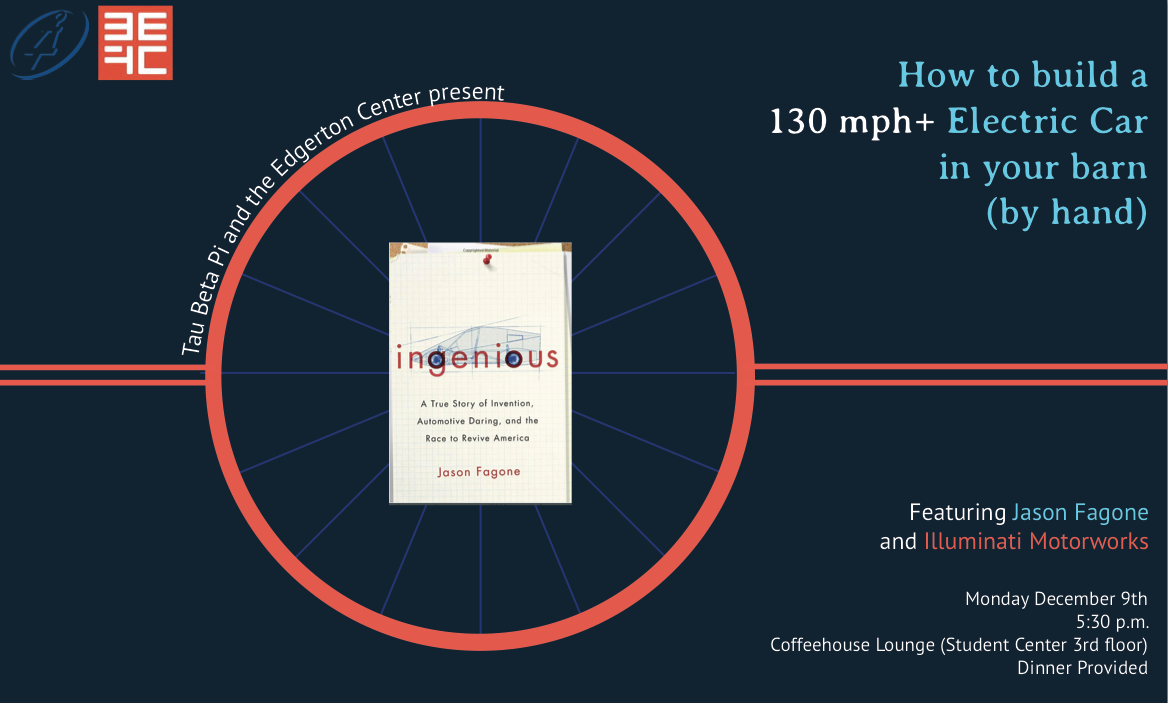 Tau Beta Pi and the Edgerton Center present
How to build a
130 mph+ Electric Car
in your barn
(by hand)
Copyrighted Material
ingenious
A True Story of Invention,
Automotive Daring, and the
Race to Revive America
Jason Fagone
Featuring Jason Fagone
and Illuminati Motorworks
Monday December 9th
5:30 p.m.
Coffeehouse Lounge (Student Center 3rd floor)
Dinner Provided